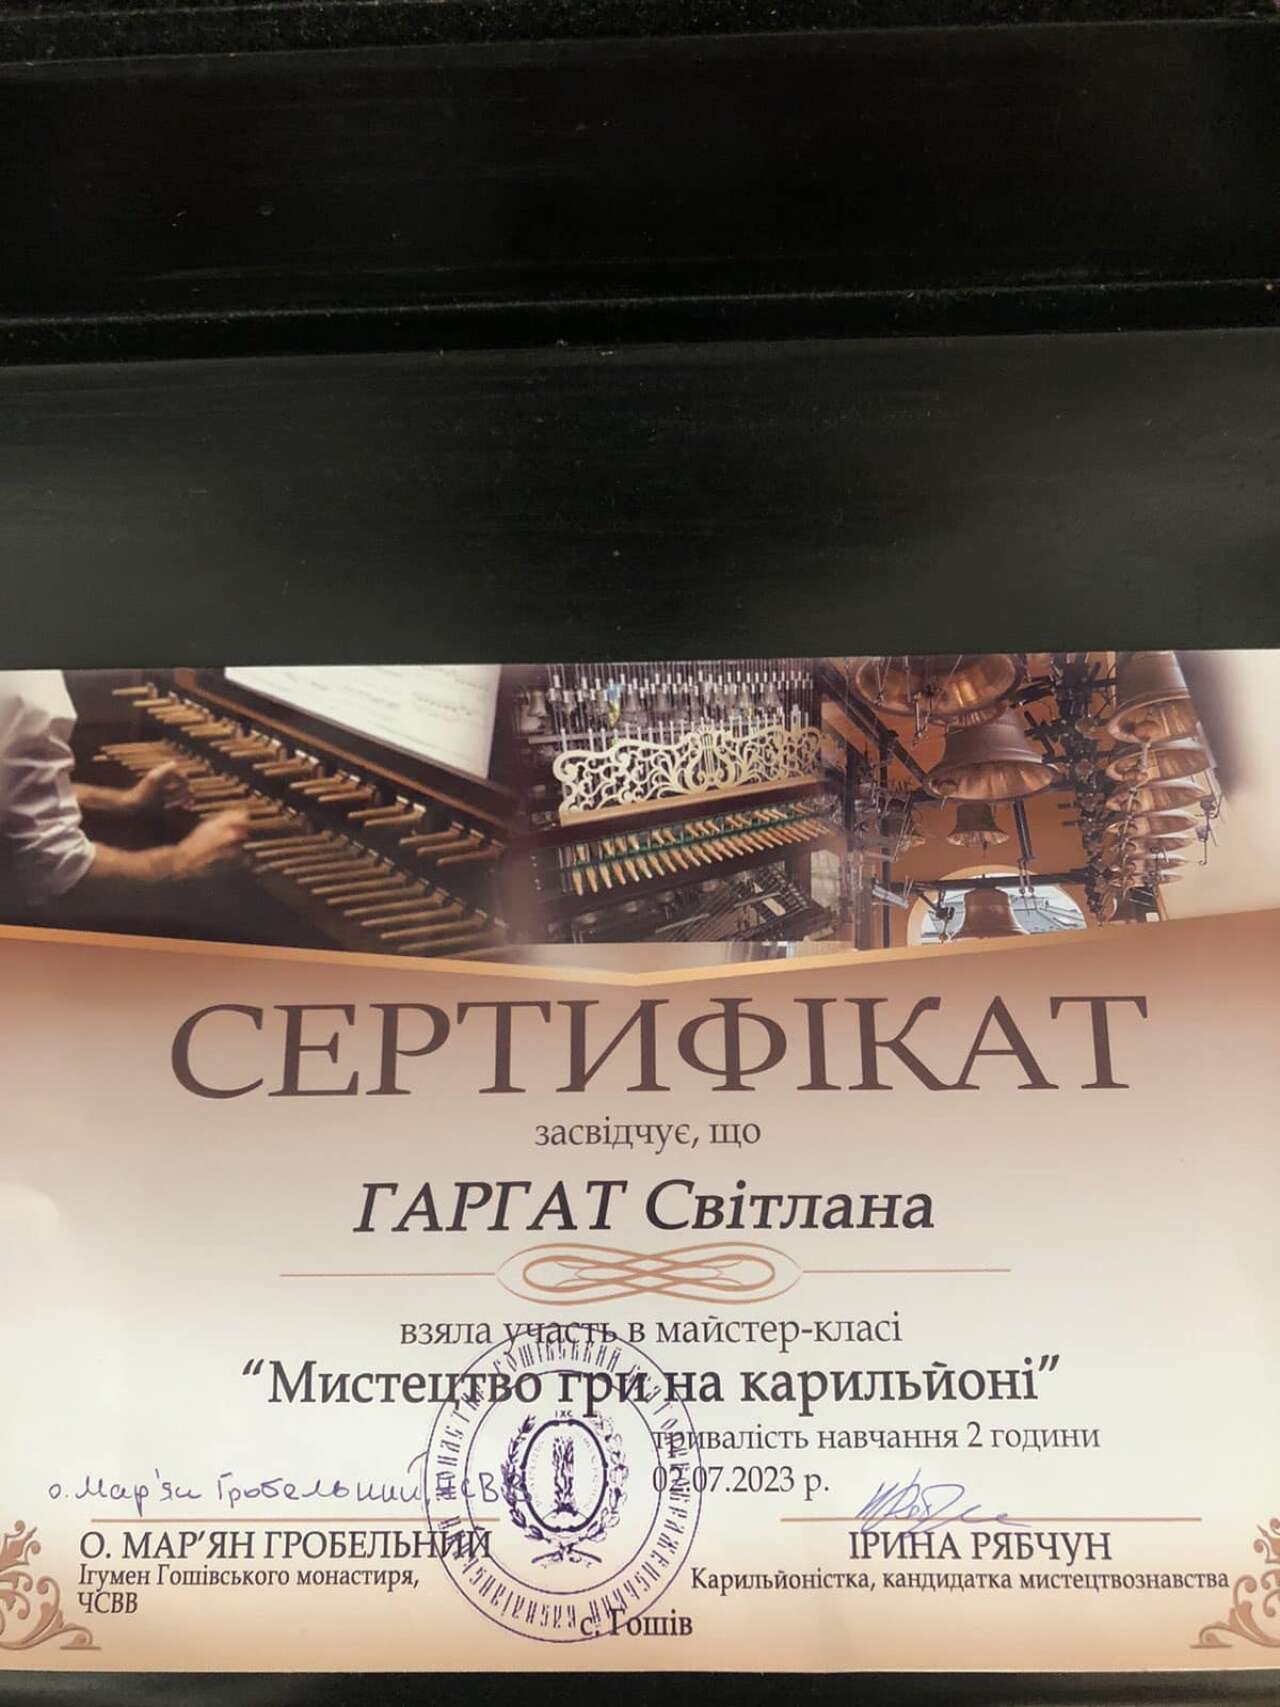 СЕРТИФІКАТ
засвідчує, що
ГАРГАТ Світлана
взяла участь в майстер-класі
“Мистецтво гри на карильйоні”
тривалість навчання 2 години
02.07.2023 р.
о. Мар'ян Гробельний, ЧСВВ
О. МАР’ЯН ГРОБЕЛЬНИЙ
Ігумен Гошівського монастиря,
ЧСВВ
ІРИНА РЯБЧУН
Карильйоністка, кандидатка мистецтвознавства
с. Гошів